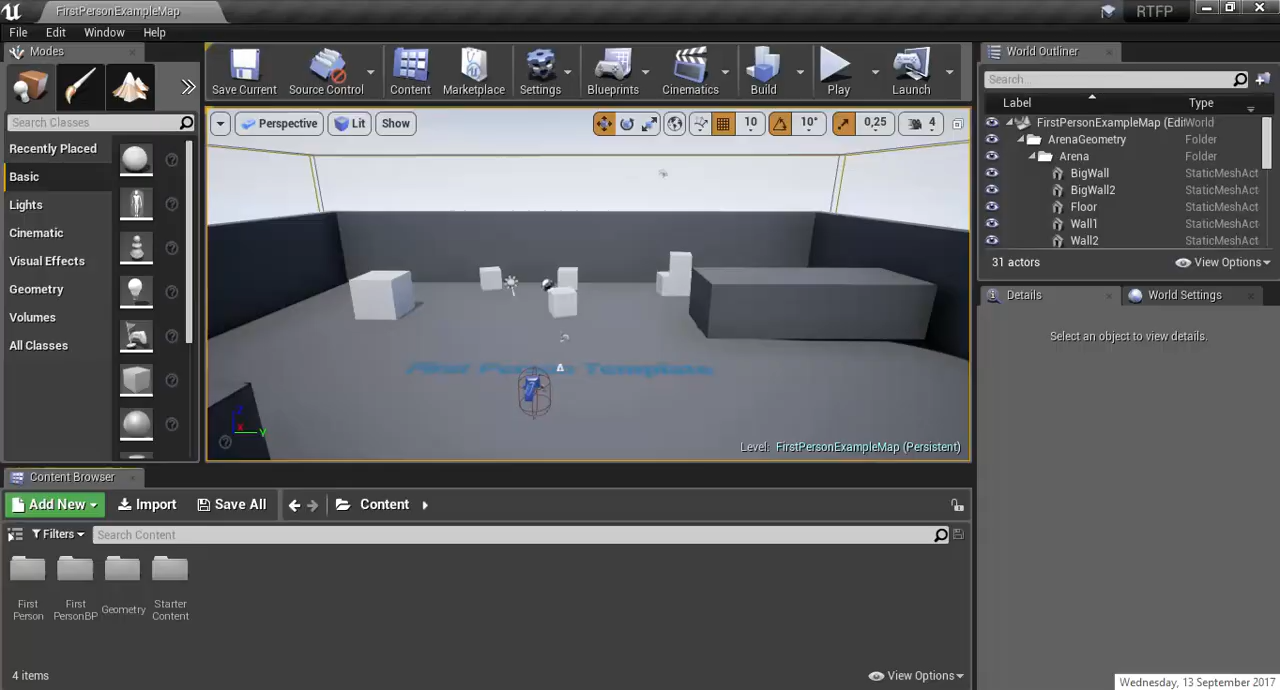 FirstPersonExampleMap
RTFP
File Edit Window Help
Modes
Search Classes
Recently Placed
Basic
Lights
Cinematic
Visual Effects
Geometry
Volumes
All Classes
Save Current Source Control Content Marketplace Settings Blueprints Cinematics Build Play Launch
Perspective Lit Show 10 10° 0,25 4
First Person Template
Level: FirstPersonExampleMap (Persistent)
World Outliner
Search...
Label Type
FirstPersonExampleMap (Edi World
ArenaGeometry Folder
Arena Folder
BigWall StaticMeshAct
BigWall2 StaticMeshAct
Floor StaticMeshAct
Wall1 StaticMeshAct
Wall2 StaticMeshAct
31 actors View Options
Details World Settings
Select an object to view details.
Content Browser
Add New Import Save All Content
Filters Search Content
First Person
First PersonBP
Geometry
Starter Content
4 items View Options
Wednesday, 13 September 2017